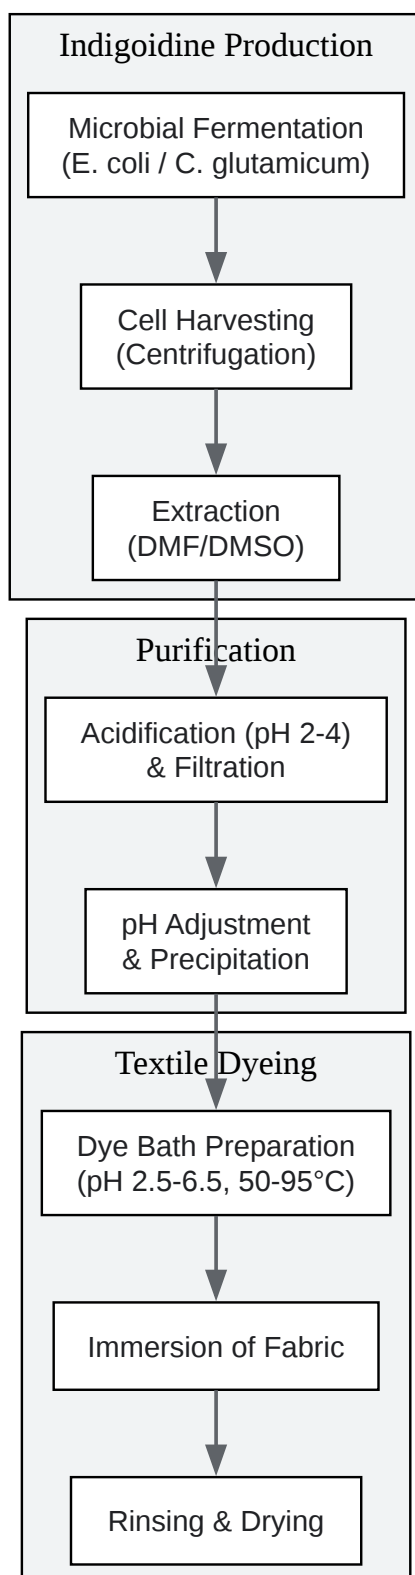 Indigoidine Production
Microbial Fermentation
(E. coli / C. glutamicum)
Cell Harvesting
(Centrifugation)
Extraction
(DMF/DMSO)
Purification
Acidification (pH 2-4)
& Filtration
pH Adjustment
& Precipitation
Textile Dyeing
Dye Bath Preparation
(pH 2.5-6.5, 50-95°C)
Immersion of Fabric
Rinsing & Drying